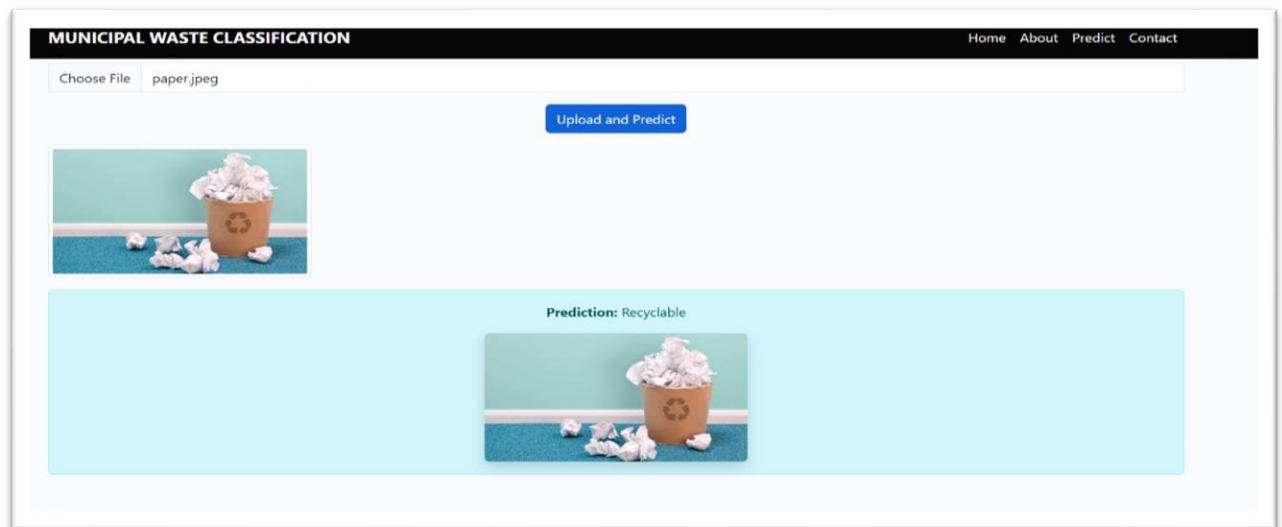 MUNICIPAL WASTE CLASSIFICATION Home About Predict Contact
Choose File paper.jpeg
Upload and Predict
Prediction: Recyclable